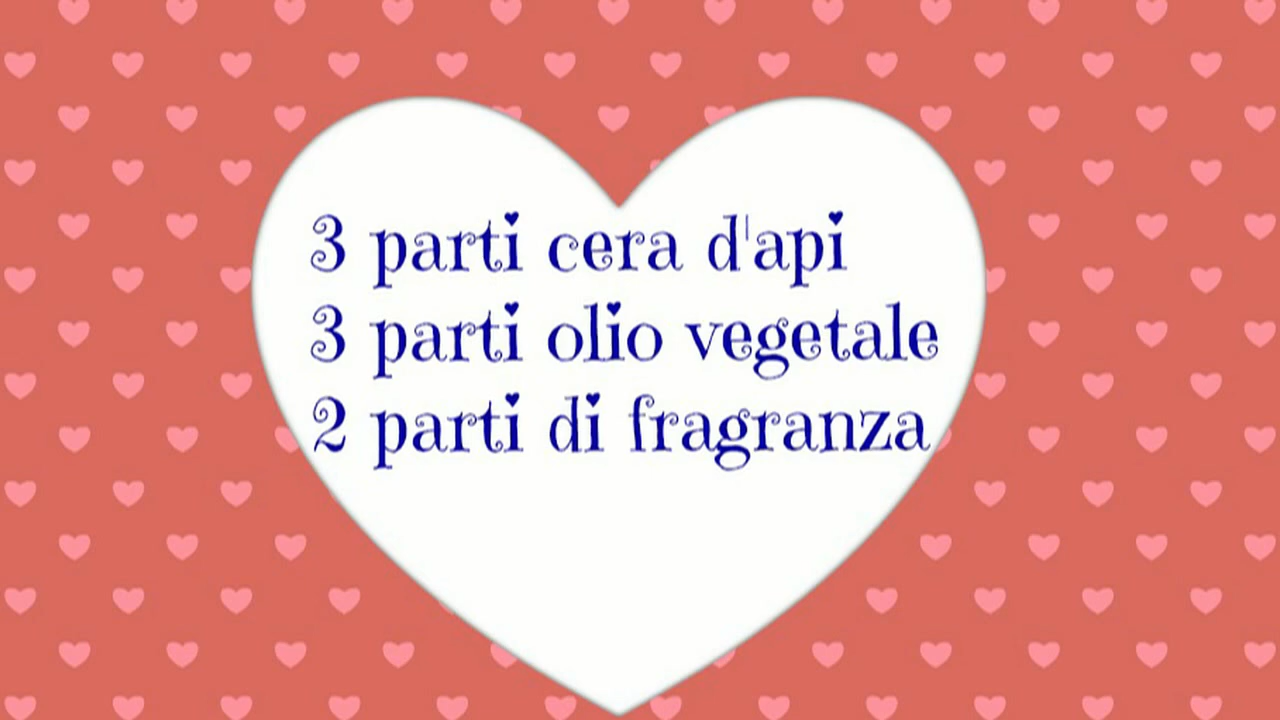 3 parti cera d'api
3 parti olio vegetale
2 parti di fragranza